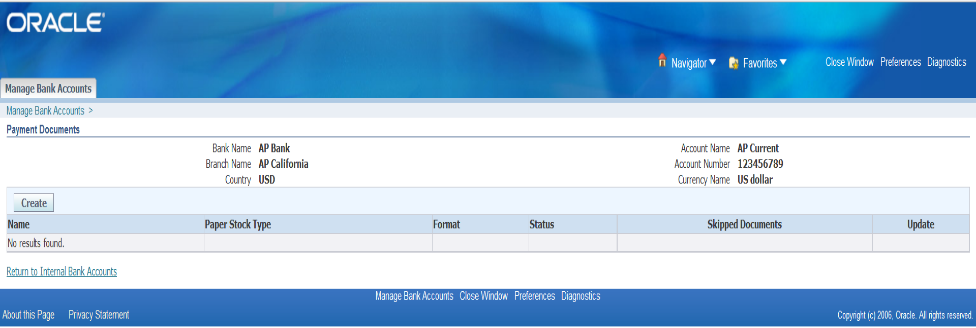 ORACLE
Navigator Favorites Close Window Preferences Diagnostics
Manage Bank Accounts
Manage Bank Accounts >
Payment Documents
Bank Name AP Bank Account Name AP Current
Branch Name AP California Account Number 123456789
Country USD Currency Name US dollar
Create
Name Paper Stock Type Format Status Skipped Documents Update
No results found.
Return to Internal Bank Accounts
Manage Bank Accounts Close Window Preferences Diagnostics
About this Page Privacy Statement Copyright (c) 2006, Oracle. All rights reserved.